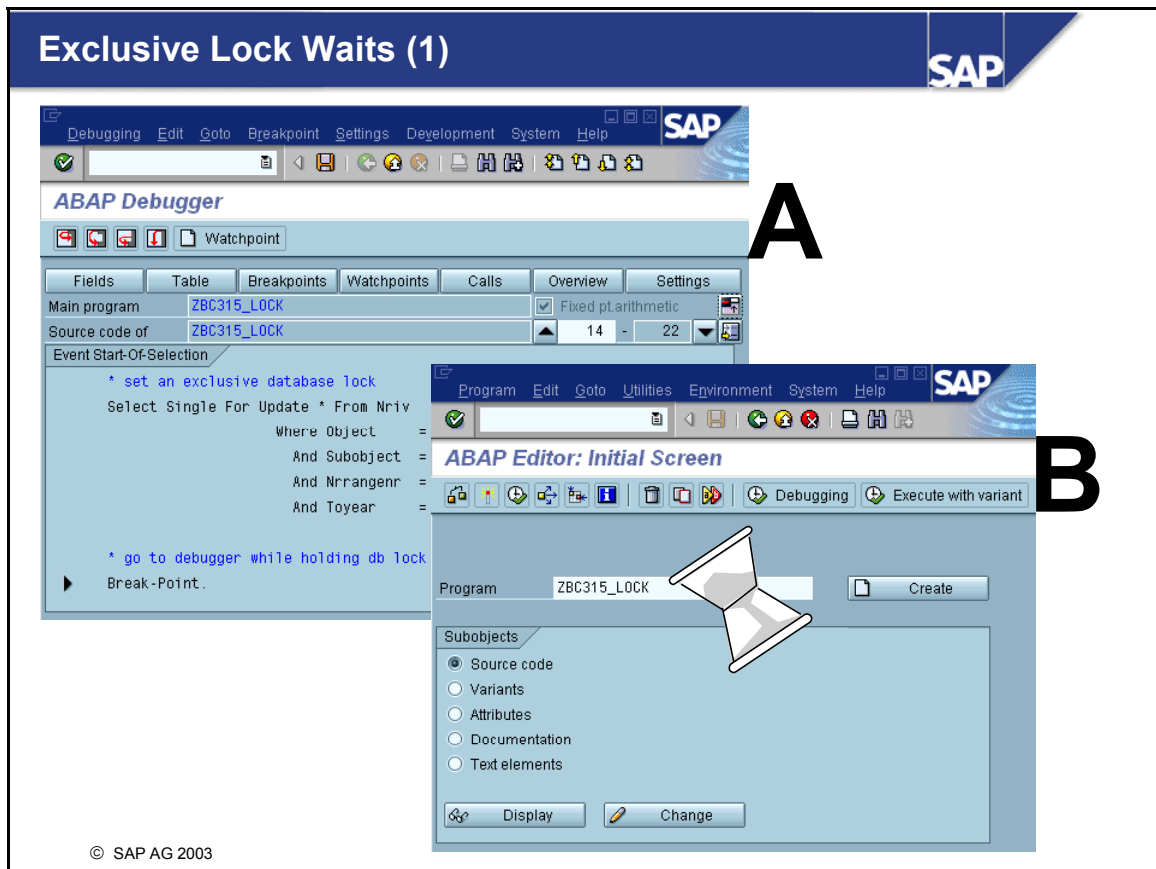 Exclusive Lock Waits (1)
SAP
Debugging Edit Goto Breakpoint Settings Development System Help
SAP
ABAP Debugger
Watchpoint
Fields Table Breakpoints Watchpoints Calls Overview Settings
Main program ZBC315_LOCK Fixed pt.arithmetic
Source code of ZBC315_LOCK 14 - 22
Event Start-Of-Selection
* set an exclusive database lock
Select Single For Update * From Nriv
Where Object =
And Subobject =
And Nrrangenr =
And Toyear =
* go to debugger while holding db lock
Break-Point.
A
Program Edit Goto Utilities Environment System Help
SAP
ABAP Editor: Initial Screen
Debugging Execute with variant
Program ZBC315_LOCK Create
Subobjects
Source code
Variants
Attributes
Documentation
Text elements
Display Change
B
© SAP AG 2003